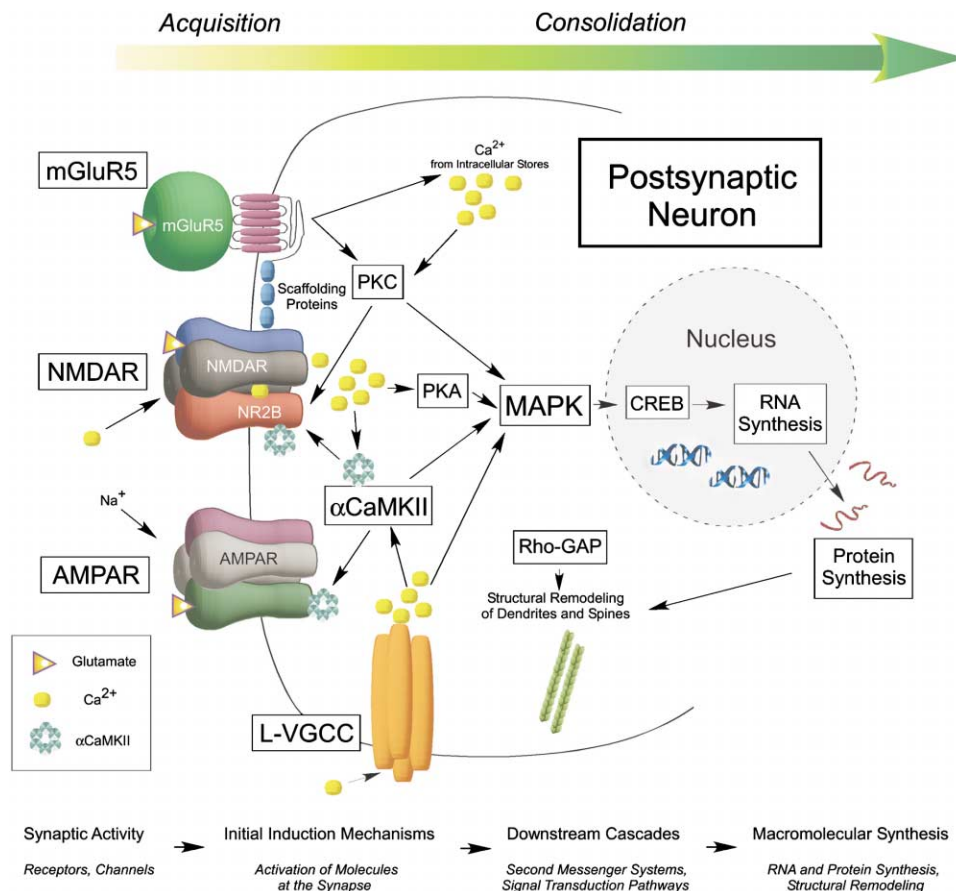 Acquisition
Consolidation
mGluR5
mGluR5
Ca2+
from Intracellular Stores
Postsynaptic
Neuron
Scaffolding
Proteins
PKC
NMDAR
NMDAR
NR2B
PKA
MAPK
Nucleus
CREB
RNA
Synthesis
αCaMKII
Na+
AMPAR
AMPAR
Rho-GAP
Structural Remodeling
of Dendrites and Spines
Protein
Synthesis
Glutamate
Ca2+
αCaMKII
L-VGCC
Synaptic Activity
Receptors, Channels
Initial Induction Mechanisms
Activation of Molecules
at the Synapse
Downstream Cascades
Second Messenger Systems,
Signal Transduction Pathways
Macromolecular Synthesis
RNA and Protein Synthesis,
Structural Remodeling